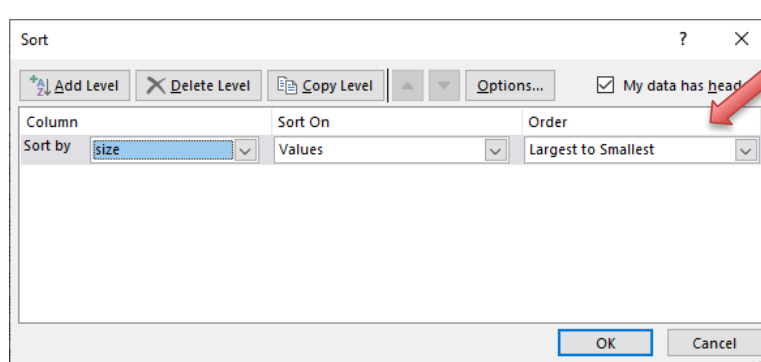 Sort ? X
Add Level Delete Level Copy Level Options... My data has head
Column Sort On Order
Sort by size Values Largest to Smallest
OK Cancel